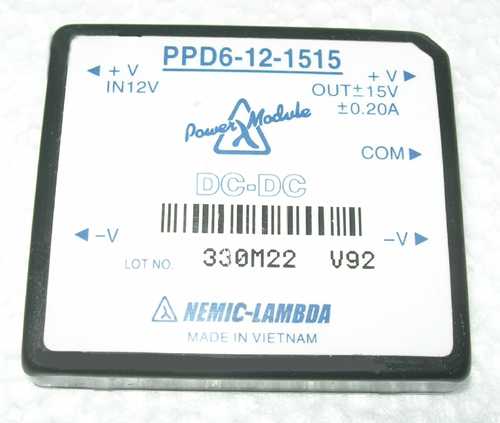 PPD6-12-1515
◄ + V
IN12V
+ V ►
OUT±15V
±0.20A
Power λ Module
COM ►
DC-DC
◄ -V
-V ►
LOT NO. 330M22 V92
NEMIC-LAMBDA
MADE IN VIETNAM